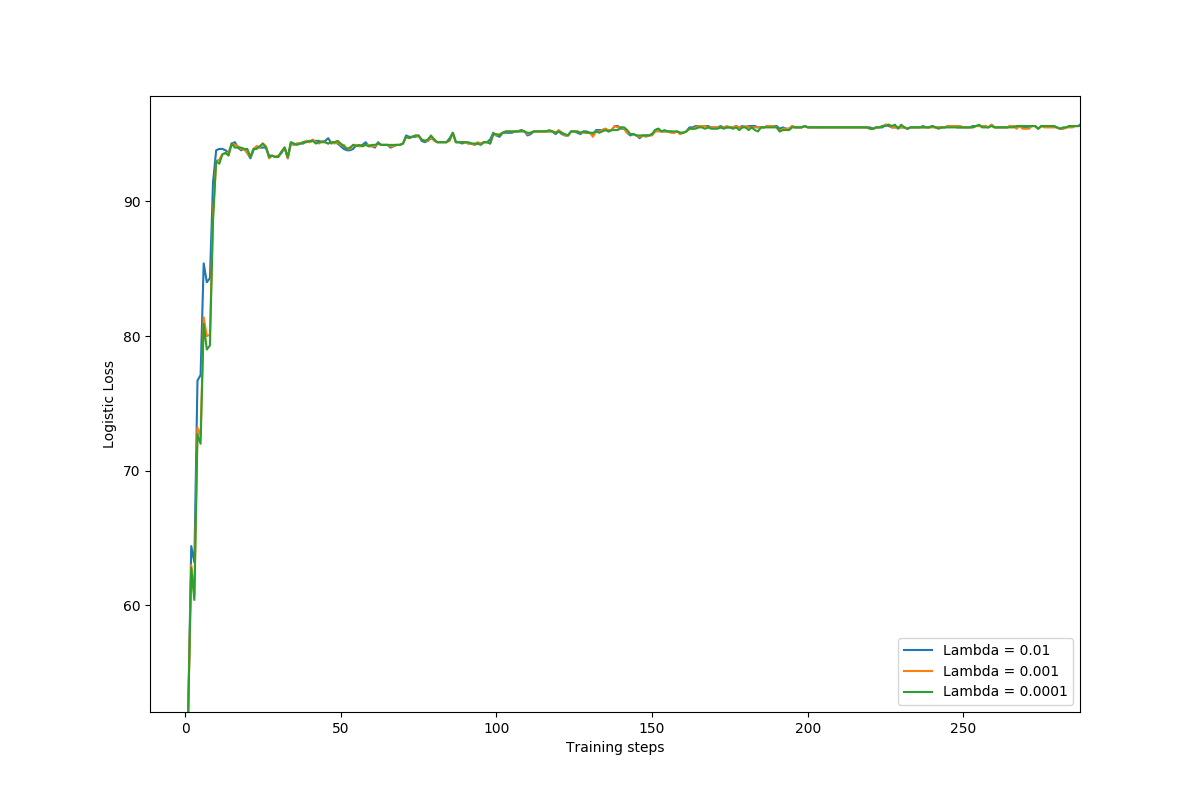 90
80
70
60
Logistic Loss
0
50
100
150
200
250
Training steps
Lambda = 0.01
Lambda = 0.001
Lambda = 0.0001